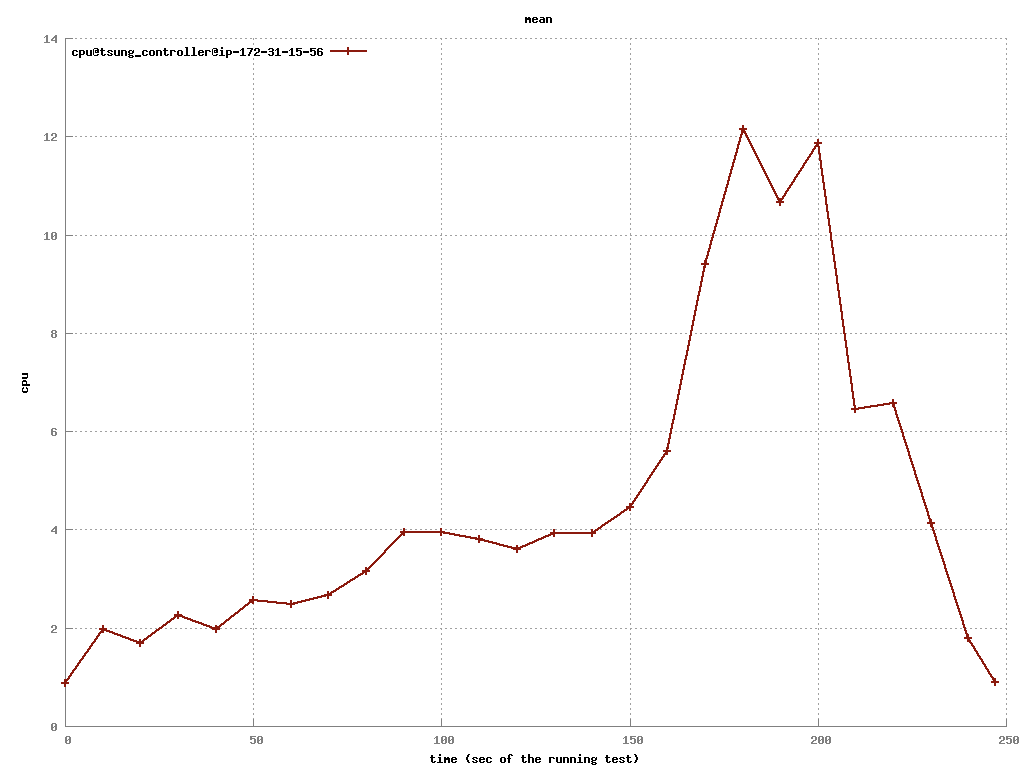 mean
cpu@tsung_controller@ip-172-31-15-56
14
12
10
8
6
4
2
0
cpu
0 50 100 150 200 250
time (sec of the running test)